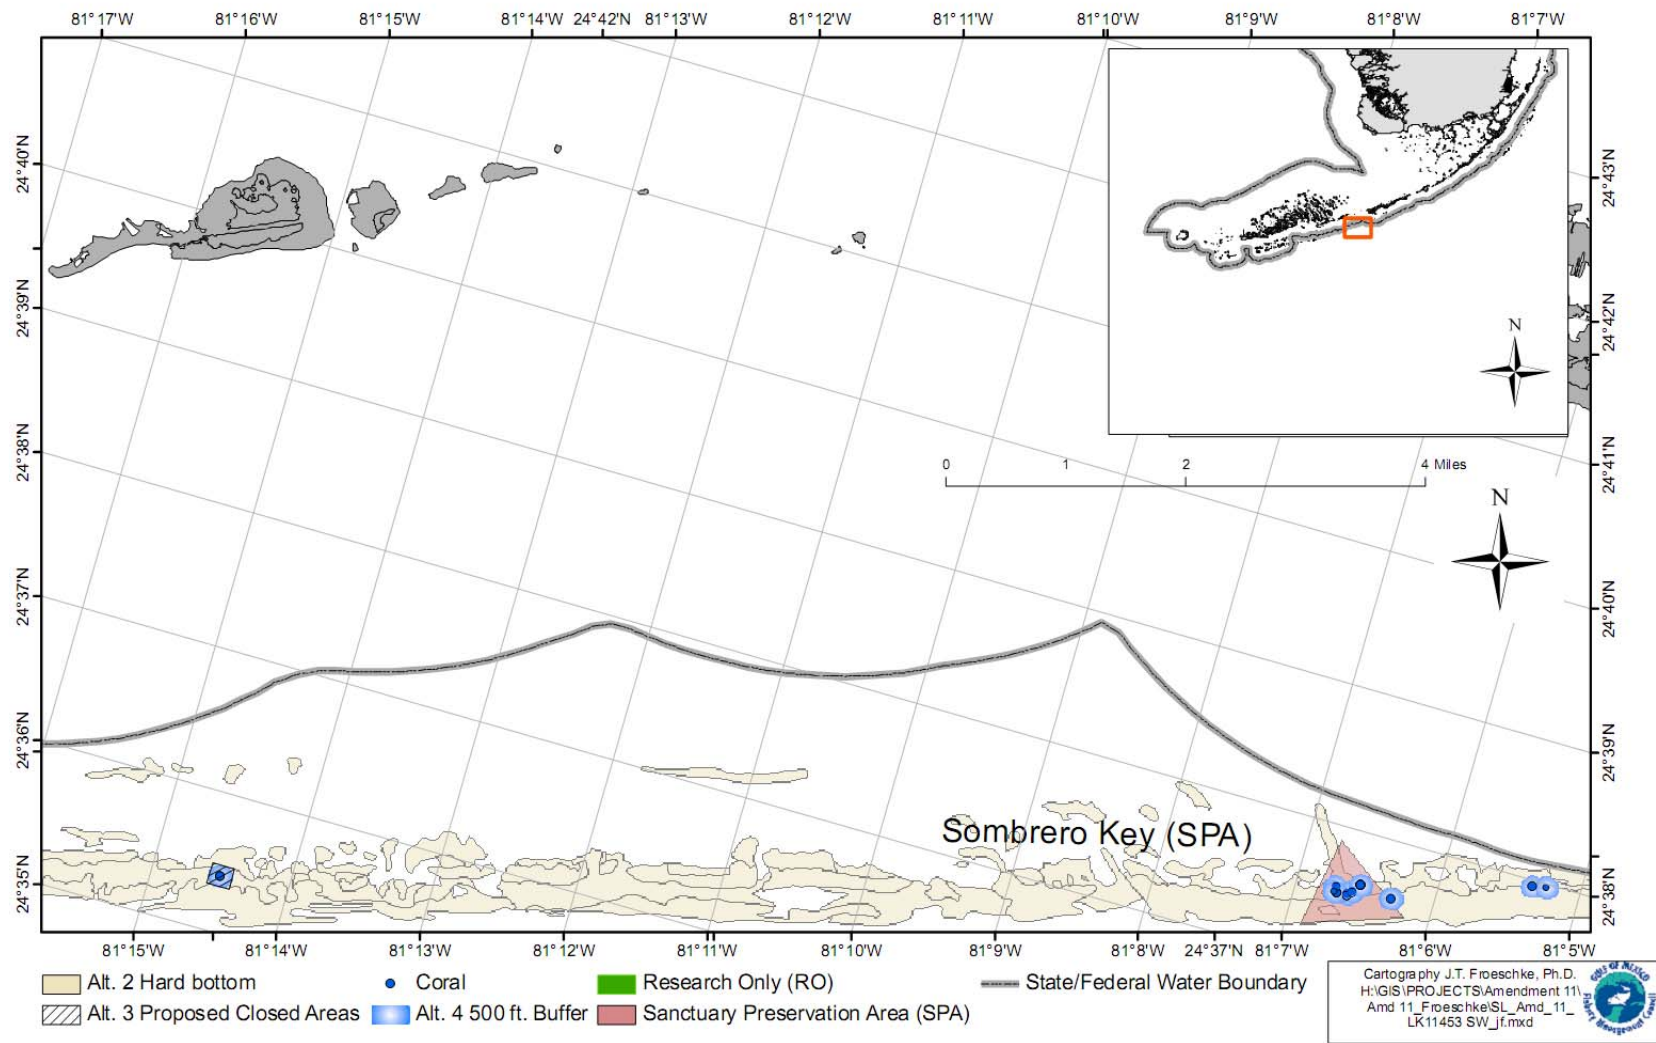 81°17'W 81°16'W 81°15'W 81°14'W 24°42'N 81°13'W 81°12'W 81°11'W 81°10'W 81°9'W 81°8'W 81°7'W
24°40'N
24°39'N
24°38'N
24°37'N
24°36'N
24°35'N
N
0 1 2 4 Miles
N
24°43'N
24°42'N
24°41'N
24°40'N
24°39'N
24°38'N
Sombrero Key (SPA)
81°15'W 81°14'W 81°13'W 81°12'W 81°11'W 81°10'W 81°9'W 81°8'W 24°37'N 81°7'W 81°6'W 81°5'W
Alt. 2 Hard bottom
Coral
Research Only (RO)
State/Federal Water Boundary
Alt. 3 Proposed Closed Areas
Alt. 4 500 ft. Buffer
Sanctuary Preservation Area (SPA)
Cartography J.T. Froeschke, Ph.D.
H:\GIS\PROJECTS\Amendment 11\
Amd 11_Froeschke\SL_Amd_11_
LK11453 SW_jf.mxd
GULF OF MEXICO
Fishery Management Council